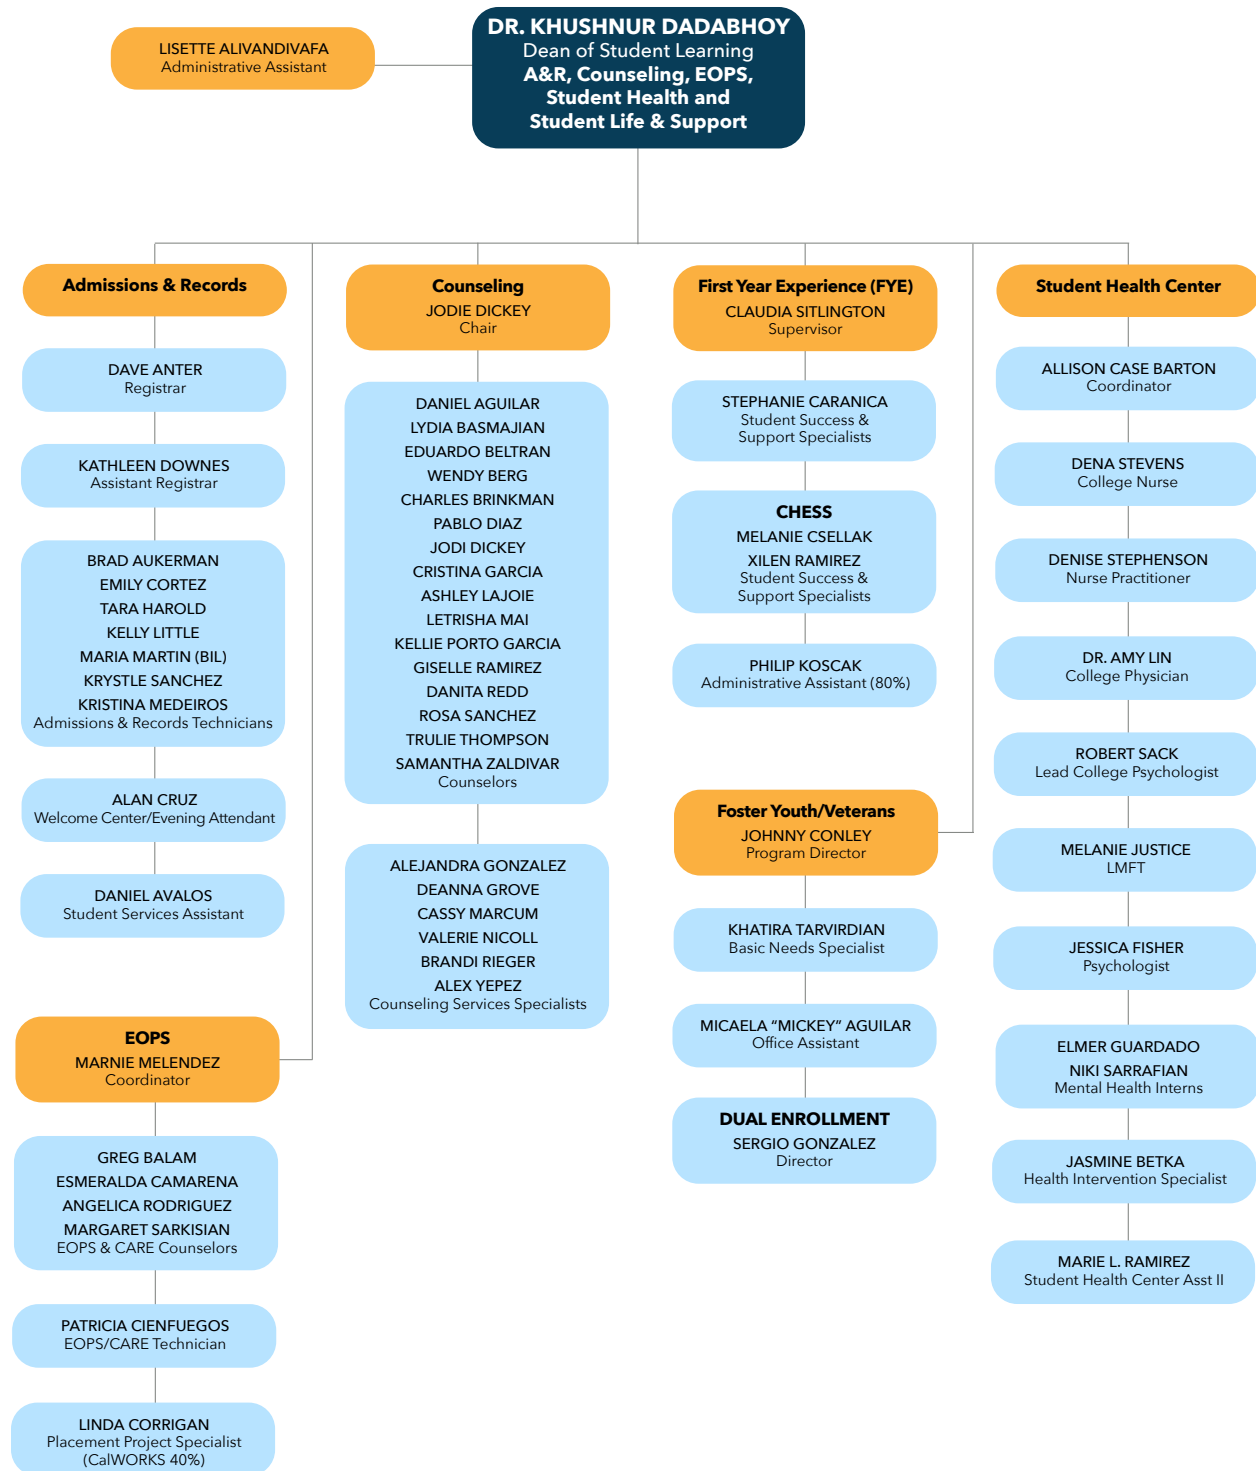 DR. KHUSHNUR DADABHOY
Dean of Student Learning
A&R, Counseling, EOPS,
Student Health and
Student Life & Support
LISETTE ALIVANDIVAFA
Administrative Assistant
Admissions & Records
DAVE ANTER
Registrar
KATHLEEN DOWNES
Assistant Registrar
BRAD AUKERMAN
EMILY CORTEZ
TARA HAROLD
KELLY LITTLE
MARIA MARTIN (BIL)
KRYSTLE SANCHEZ
KRISTINA MEDEIROS
Admissions & Records Technicians
ALAN CRUZ
Welcome Center/Evening Attendant
DANIEL AVALOS
Student Services Assistant
EOPS
MARNIE MELENDEZ
Coordinator
GREG BALAM
ESMERALDA CAMARENA
ANGELICA RODRIGUEZ
MARGARET SARKISIAN
EOPS & CARE Counselors
PATRICIA CIENFUEGOS
EOPS/CARE Technician
LINDA CORRIGAN
Placement Project Specialist
(CalWORKS 40%)
Counseling
JODIE DICKEY
Chair
DANIEL AGUILAR
LYDIA BASMAJIAN
EDUARDO BELTRAN
WENDY BERG
CHARLES BRINKMAN
PABLO DIAZ
JODI DICKEY
CRISTINA GARCIA
ASHLEY LAJOIE
LETRISHA MAI
KELLIE PORTO GARCIA
GISELLE RAMIREZ
DANITA REDD
ROSA SANCHEZ
TRULIE THOMPSON
SAMANTHA ZALDIVAR
Counselors
ALEJANDRA GONZALEZ
DEANNA GROVE
CASSY MARCUM
VALERIE NICOLL
BRANDI RIEGER
ALEX YEPEZ
Counseling Services Specialists
First Year Experience (FYE)
CLAUDIA SITLINGTON
Supervisor
STEPHANIE CARANICA
Student Success &
Support Specialists
CHESS
MELANIE CSELLAK
XILEN RAMIREZ
Student Success &
Support Specialists
PHILIP KOSCAK
Administrative Assistant (80%)
Foster Youth/Veterans
JOHNNY CONLEY
Program Director
KHATIRA TARVIRDIAN
Basic Needs Specialist
MICAELA “MICKEY” AGUILAR
Office Assistant
DUAL ENROLLMENT
SERGIO GONZALEZ
Director
Student Health Center
ALLISON CASE BARTON
Coordinator
DENA STEVENS
College Nurse
DENISE STEPHENSON
Nurse Practitioner
DR. AMY LIN
College Physician
ROBERT SACK
Lead College Psychologist
MELANIE JUSTICE
LMFT
JESSICA FISHER
Psychologist
ELMER GUARDADO
NIKI SARRAFIAN
Mental Health Interns
JASMINE BETKA
Health Intervention Specialist
MARIE L. RAMIREZ
Student Health Center Asst II